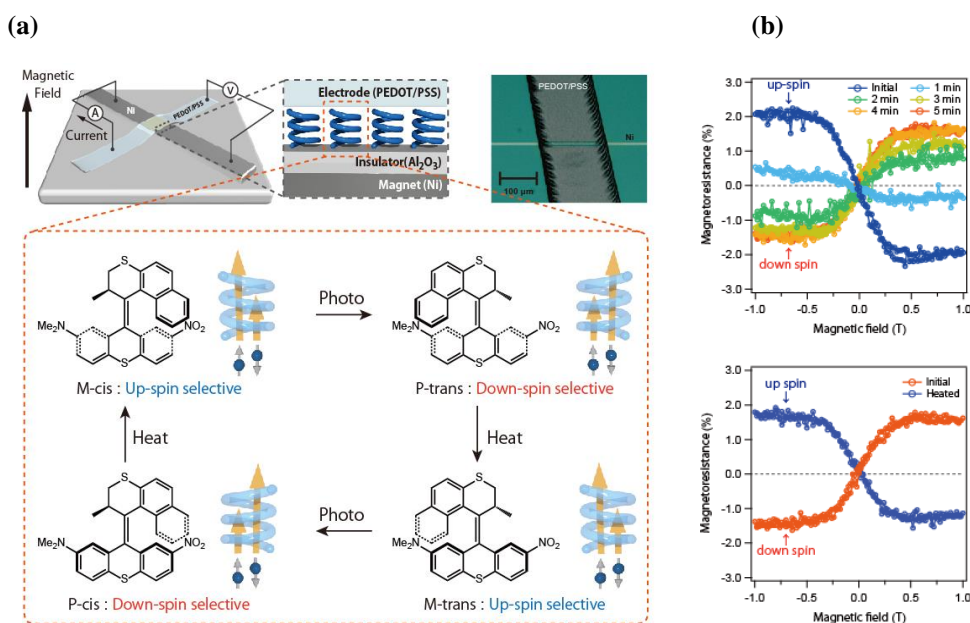 (a)
(b)
Magnetic
Field
Ni
PEDOT/PSS
V
A
Current
Electrode (PEDOT/PSS)
Insulator(Al₂O₃)
Magnet (Ni)
PEDOT/PSS
Ni
100 μm
S
Me₂N
NO₂
S
M-cis : Up-spin selective
Photo
S
Me₂N
NO₂
S
P-trans : Down-spin selective
Heat
Heat
S
Me₂N
NO₂
S
P-cis : Down-spin selective
Photo
S
Me₂N
NO₂
S
M-trans : Up-spin selective
Magnetoresistance (%)
3.0
2.0
1.0
0.0
-1.0
-2.0
-3.0
up-spin
Initial
1 min
2 min
3 min
4 min
5 min
down spin
-1.0
-0.5
0.0
0.5
1.0
Magnetic field (T)
Magnetoresistance (%)
3.0
2.0
1.0
0.0
-1.0
-2.0
-3.0
up spin
Initial
Heated
down spin
-1.0
-0.5
0.0
0.5
1.0
Magnetic field (T)